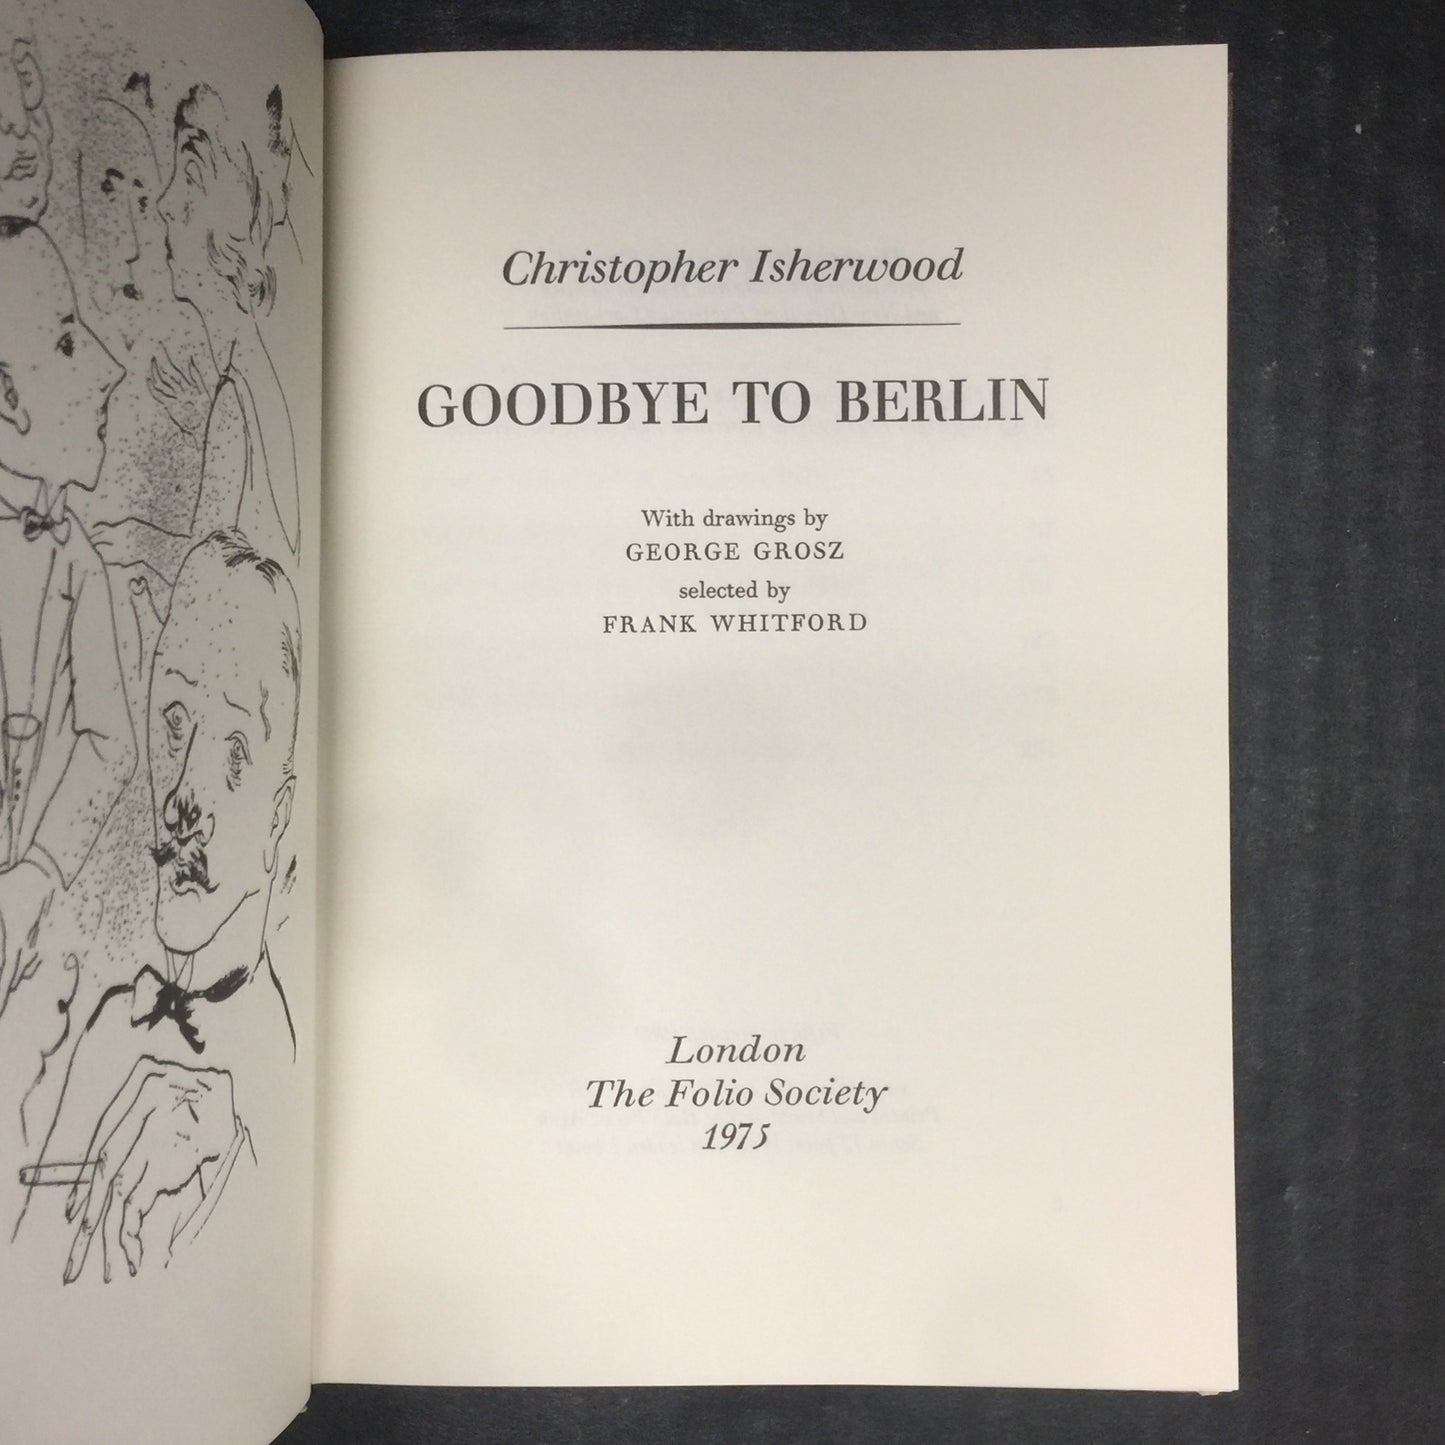 Christopher Isherwood
GOODBYE TO BERLIN
With drawings by
GEORGE GROSZ
selected by
FRANK WHITFORD
London
The Folio Society
1975